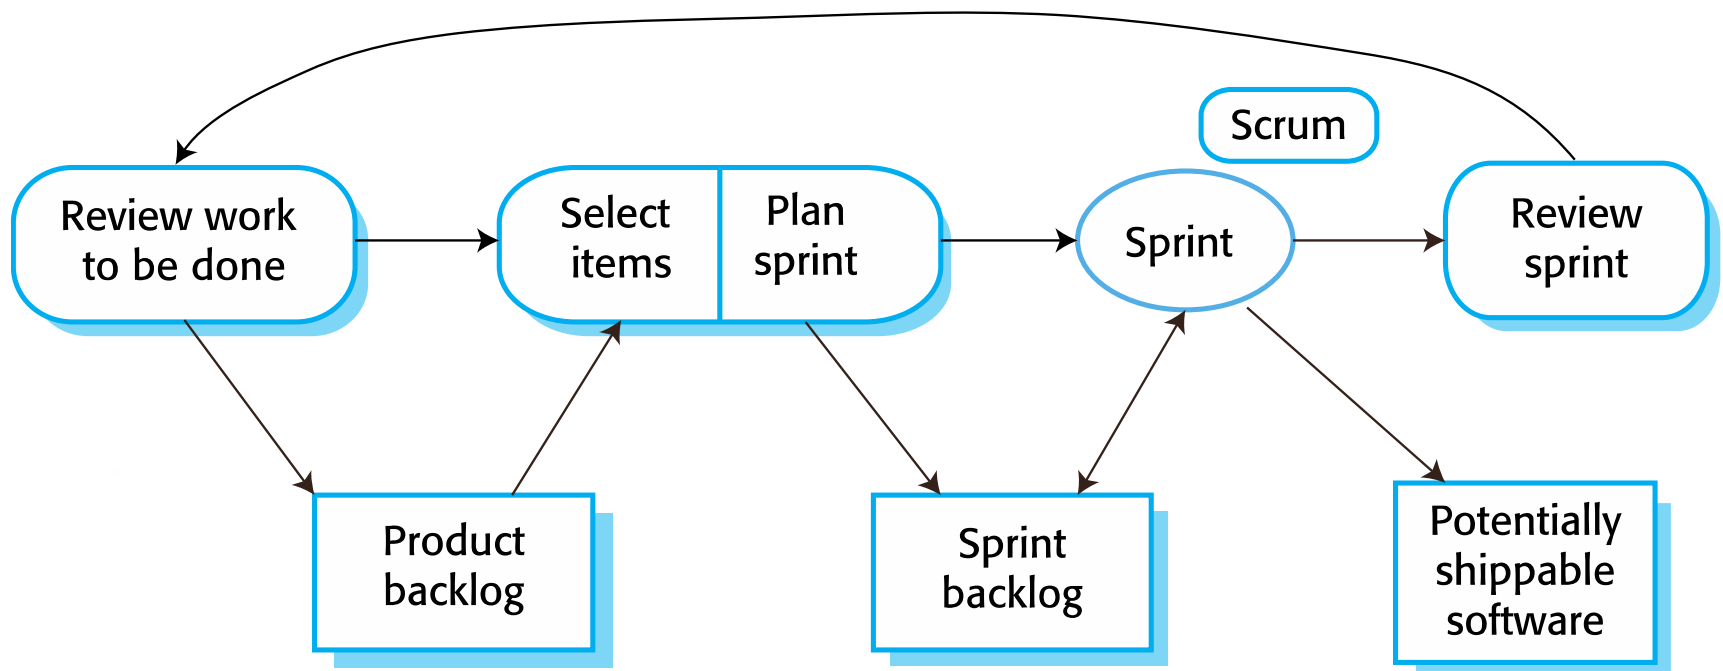 Scrum
Review work
to be done
Select
items
Plan
sprint
Sprint
Review
sprint
Product
backlog
Sprint
backlog
Potentially
shippable
software